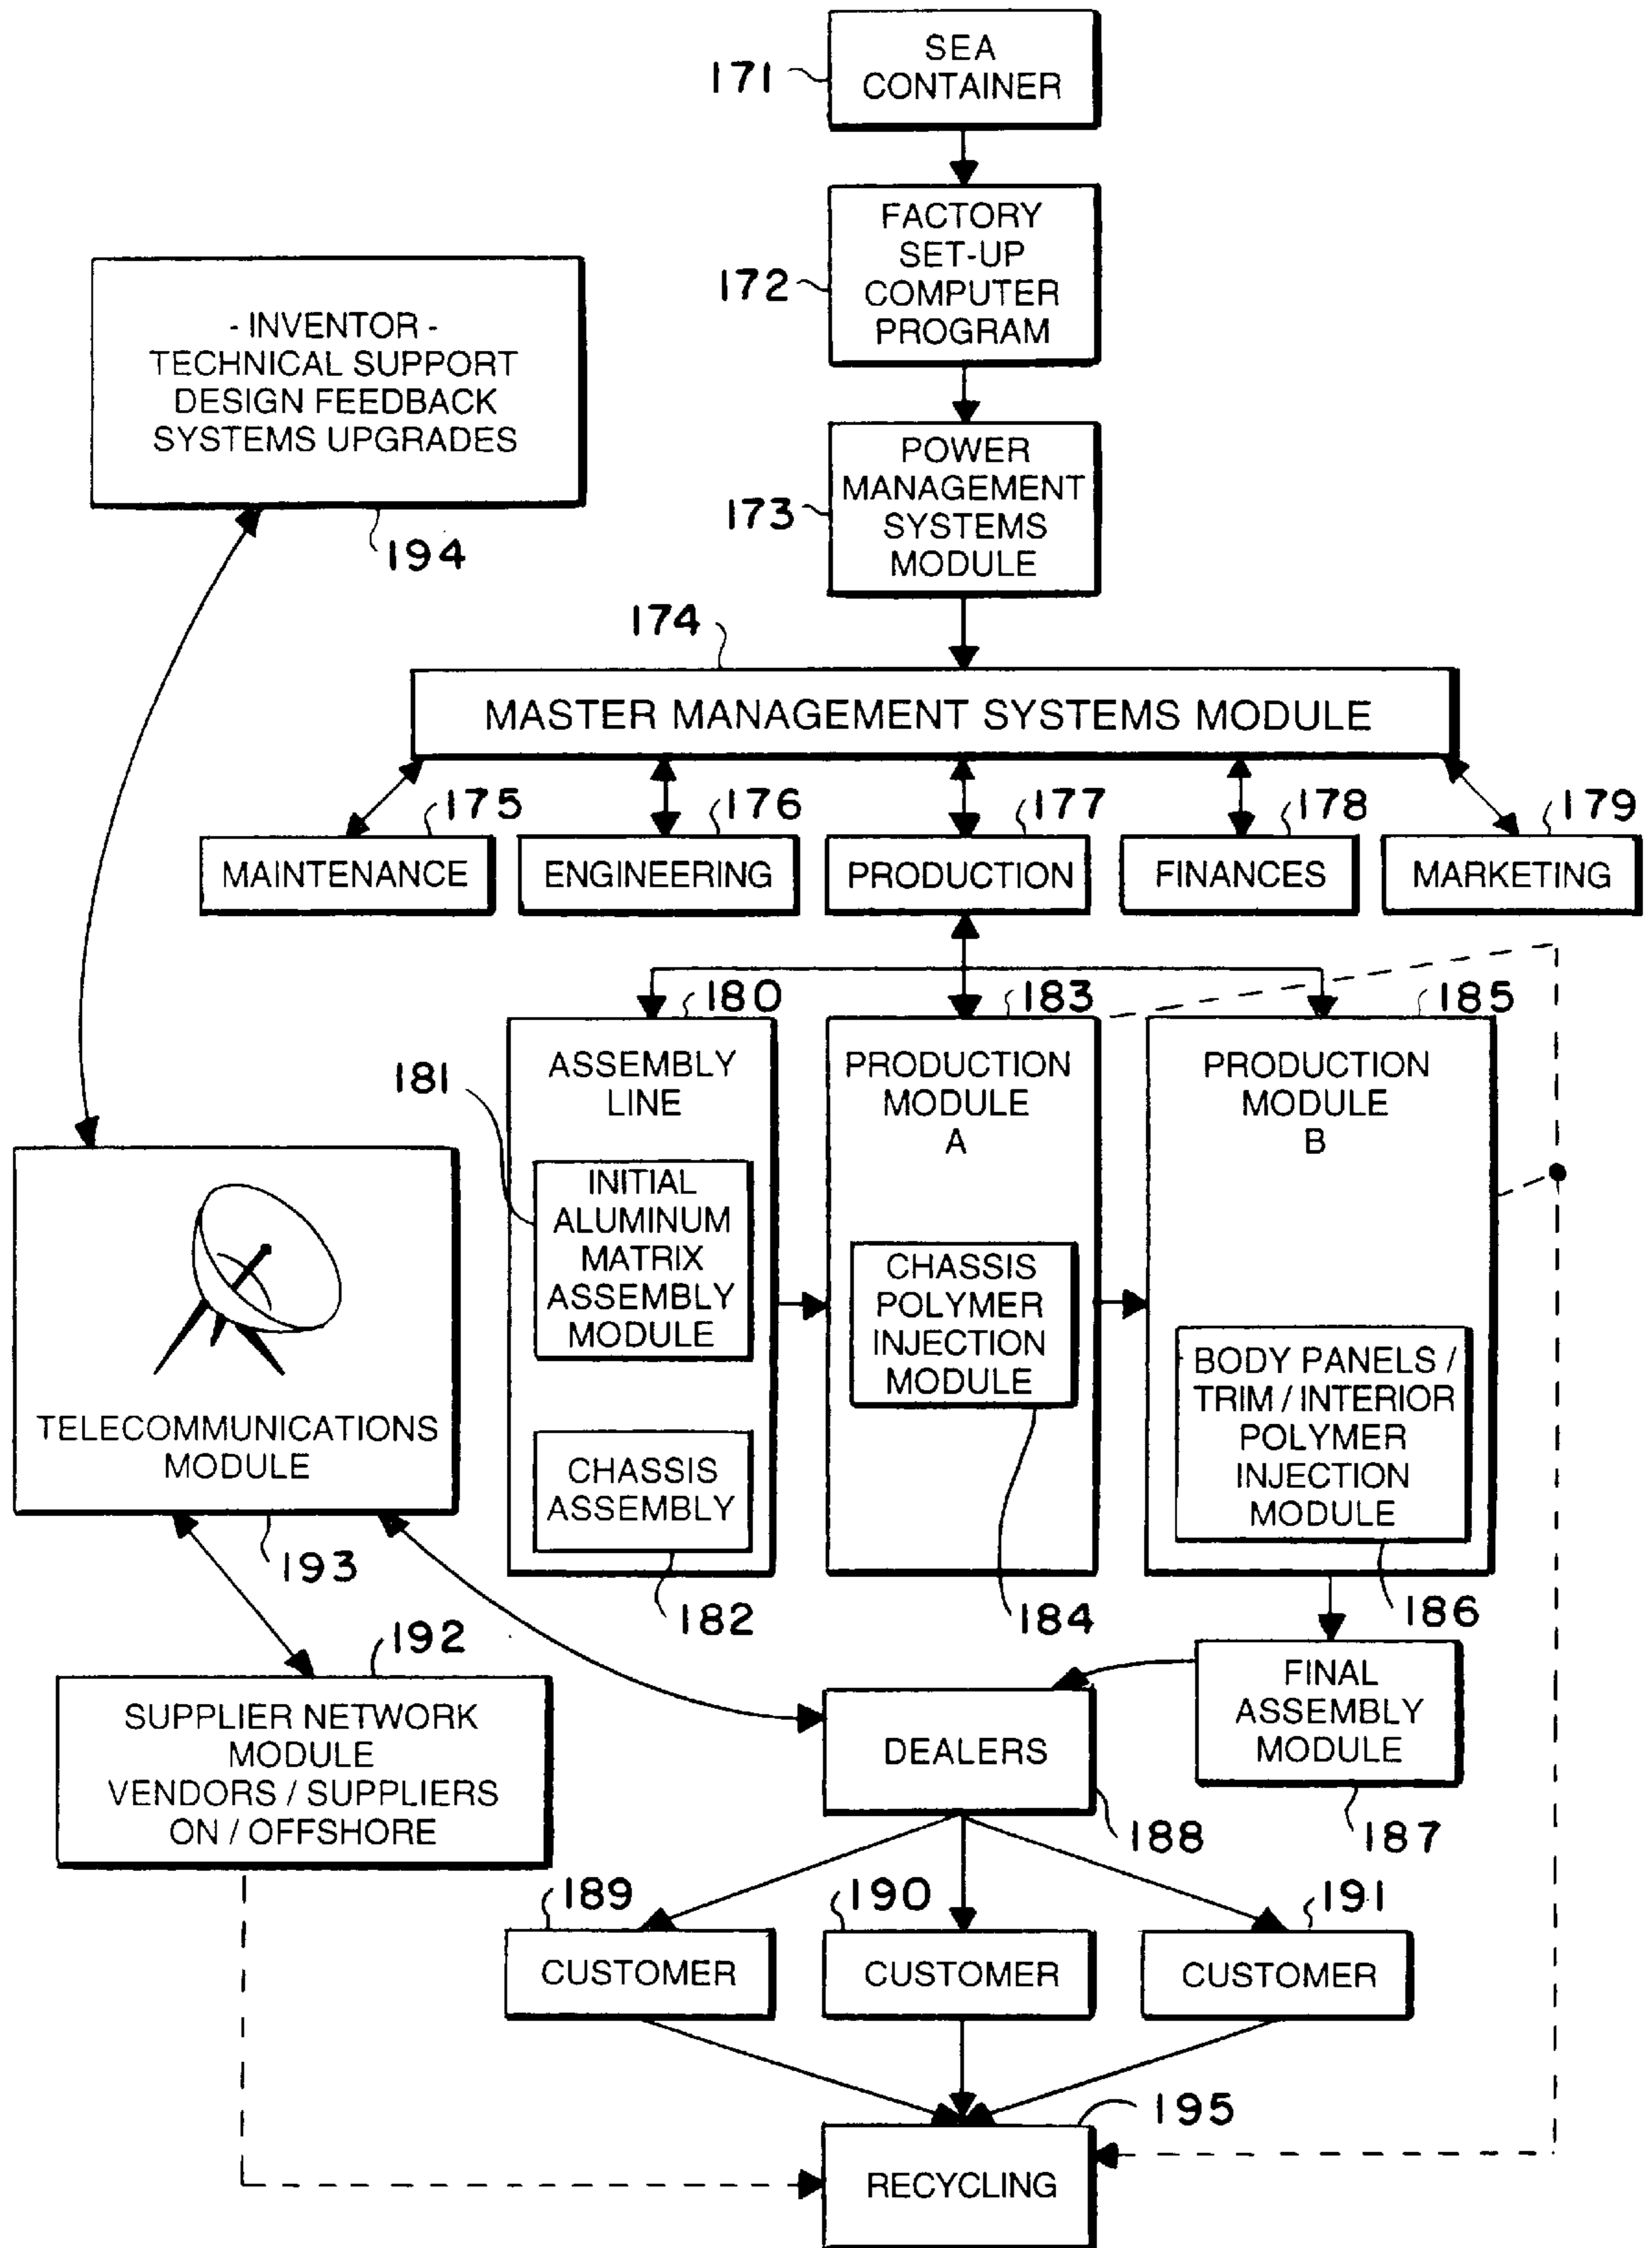 SEA
CONTAINER
171
FACTORY
SET-UP
COMPUTER
PROGRAM
172
- INVENTOR -
TECHNICAL SUPPORT
DESIGN FEEDBACK
SYSTEMS UPGRADES
194
POWER
MANAGEMENT
SYSTEMS
MODULE
173
174
MASTER MANAGEMENT SYSTEMS MODULE
175
176
177
178
179
MAINTENANCE
ENGINEERING
PRODUCTION
FINANCES
MARKETING
180
183
185
ASSEMBLY
LINE
181
INITIAL
ALUMINUM
MATRIX
ASSEMBLY
MODULE
CHASSIS
ASSEMBLY
182
PRODUCTION
MODULE
A
CHASSIS
POLYMER
INJECTION
MODULE
184
PRODUCTION
MODULE
B
BODY PANELS /
TRIM / INTERIOR
POLYMER
INJECTION
MODULE
186
TELECOMMUNICATIONS
MODULE
193
192
SUPPLIER NETWORK
MODULE
VENDORS / SUPPLIERS
ON / OFFSHORE
DEALERS
188
FINAL
ASSEMBLY
MODULE
187
189
190
191
CUSTOMER
CUSTOMER
CUSTOMER
195
RECYCLING